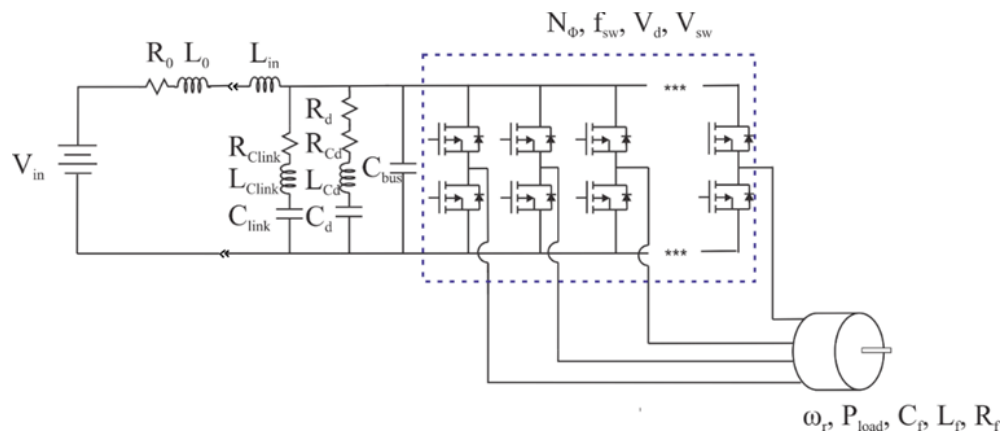 N_Φ, f_sw, V_d, V_sw
R_0 L_0 L_in
R_d
R_Clink R_Cd
C_bus
L_Clink L_Cd
V_in
C_link C_d
***
***
ω_r, P_load, C_f, L_f, R_f